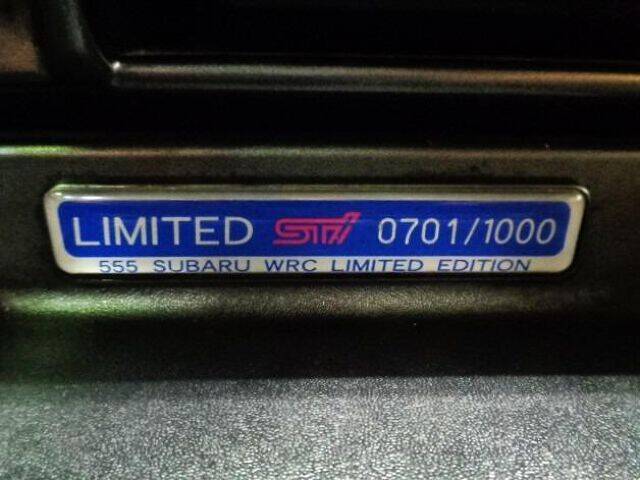 LIMITED STi 0701/1000
555 SUBARU WRC LIMITED EDITION